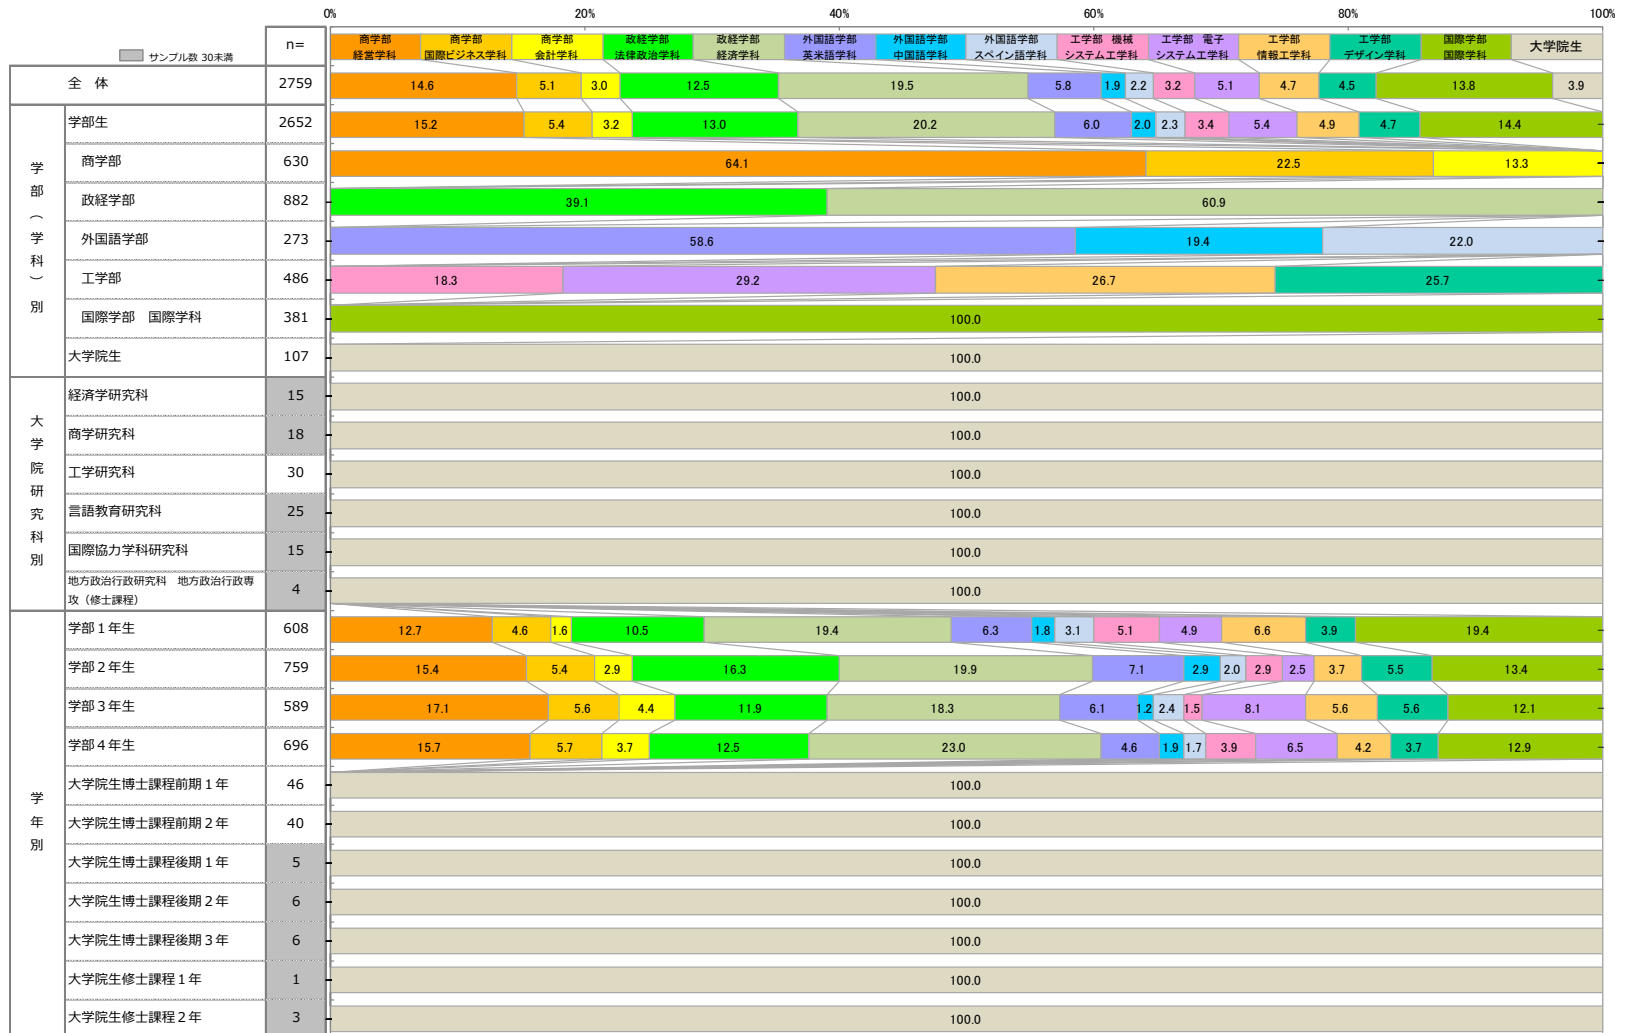 0% 20% 40% 60% 80% 100%
サンプル数 30未満
n=
商学部 経営学科
商学部 国際ビジネス学科
商学部 会計学科
政経学部 法律政治学科
政経学部 経済学科
外国語学部 英米語学科
外国語学部 中国語学科
外国語学部 スペイン語学科
工学部 機械システム工学科
工学部 電子システム工学科
工学部 情報工学科
工学部 デザイン学科
国際学部 国際学科
大学院生
全 体 2759 14.6 5.1 3.0 12.5 19.5 5.8 1.9 2.2 3.2 5.1 4.7 4.5 13.8 3.9
学部（学科）別
学部生 2652 15.2 5.4 3.2 13.0 20.2 6.0 2.0 2.3 3.4 5.4 4.9 4.7 14.4
商学部 630 64.1 22.5 13.3
政経学部 882 39.1 60.9
外国語学部 273 58.6 19.4 22.0
工学部 486 18.3 29.2 26.7 25.7
国際学部 国際学科 381 100.0
大学院生 107 100.0
大学院研究科別
経済学研究科 15 100.0
商学研究科 18 100.0
工学研究科 30 100.0
言語教育研究科 25 100.0
国際協力学科研究科 15 100.0
地方政治行政研究科 地方政治行政専
攻（修士課程） 4 100.0
学年別
学部１年生 608 12.7 4.6 1.6 10.5 19.4 6.3 1.8 3.1 5.1 4.9 6.6 3.9 19.4
学部２年生 759 15.4 5.4 2.9 16.3 19.9 7.1 2.9 2.0 2.9 2.5 3.7 5.5 13.4
学部３年生 589 17.1 5.6 4.4 11.9 18.3 6.1 1.2 2.4 1.5 8.1 5.6 5.6 12.1
学部４年生 696 15.7 5.7 3.7 12.5 23.0 4.6 1.9 1.7 3.9 6.5 4.2 3.7 12.9
大学院生博士課程前期１年 46 100.0
大学院生博士課程前期２年 40 100.0
大学院生博士課程後期１年 5 100.0
大学院生博士課程後期２年 6 100.0
大学院生博士課程後期３年 6 100.0
大学院生修士課程１年 1 100.0
大学院生修士課程２年 3 100.0